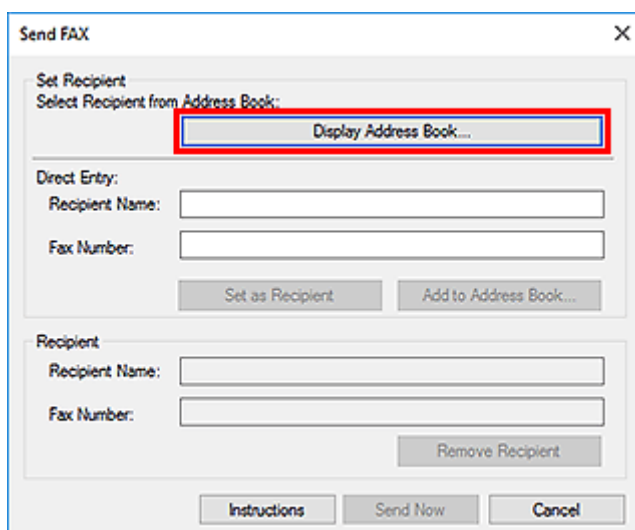 Send FAX
Set Recipient
Select Recipient from Address Book:
Display Address Book...
Direct Entry:
Recipient Name:
Fax Number:
Set as Recipient
Add to Address Book...
Recipient
Recipient Name:
Fax Number:
Remove Recipient
Instructions
Send Now
Cancel